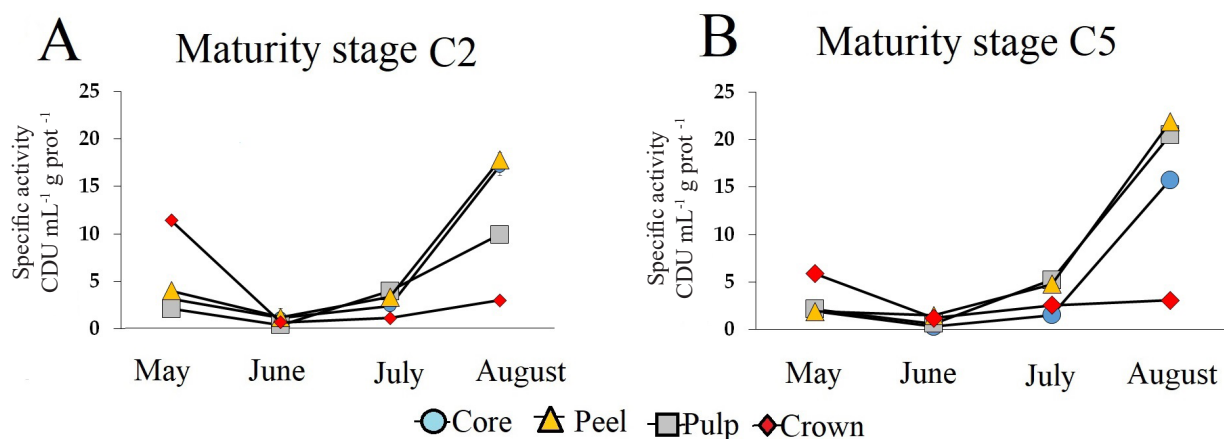 A
Maturity stage C2
Specific activity
CDU mL⁻¹ g prot ⁻¹
25
20
15
10
5
0
May June July August
B
Maturity stage C5
Specific activity
CDU mL⁻¹ g prot ⁻¹
25
20
15
10
5
0
May June July August
Core Peel Pulp Crown